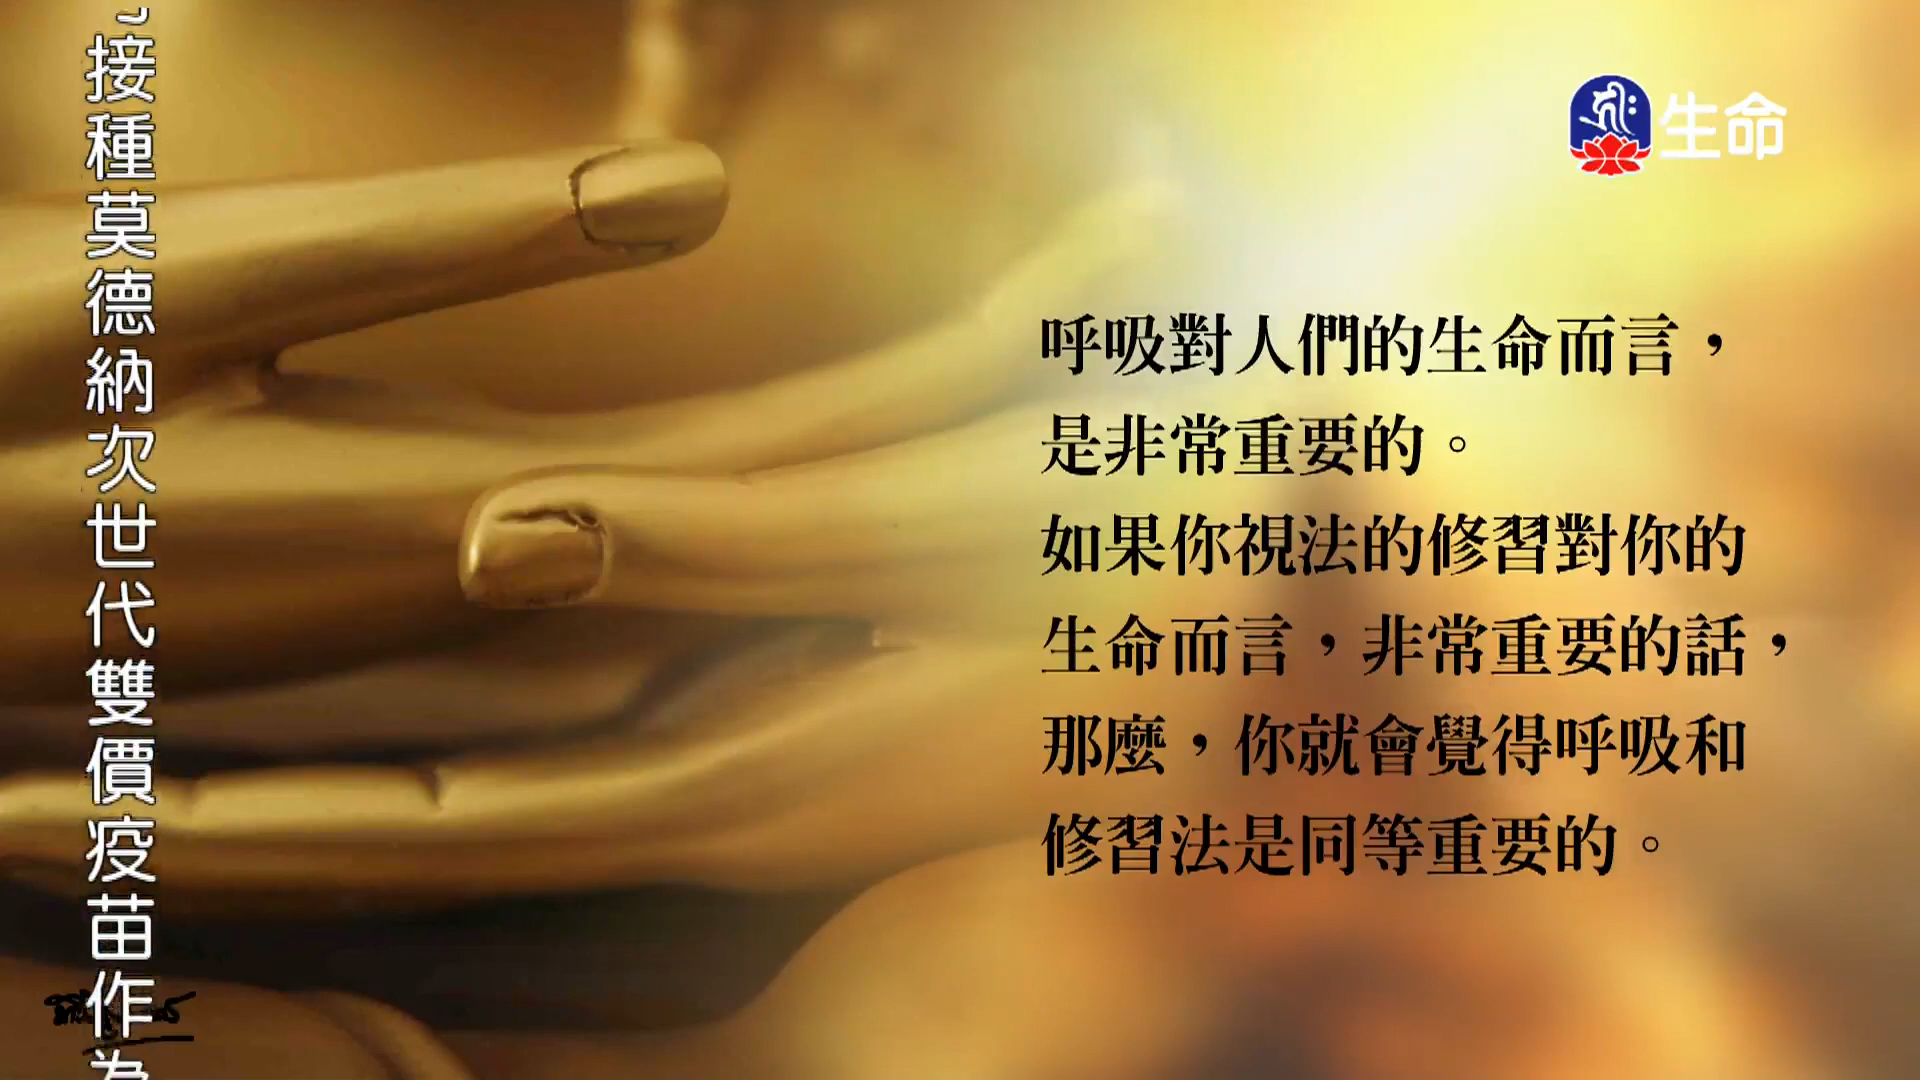 接種莫德納次世代雙價疫苗作為
生命
呼吸對人們的生命而言，
是非常重要的。
如果你視法的修習對你的
生命而言，非常重要的話，
那麼，你就會覺得呼吸和
修習法是同等重要的。